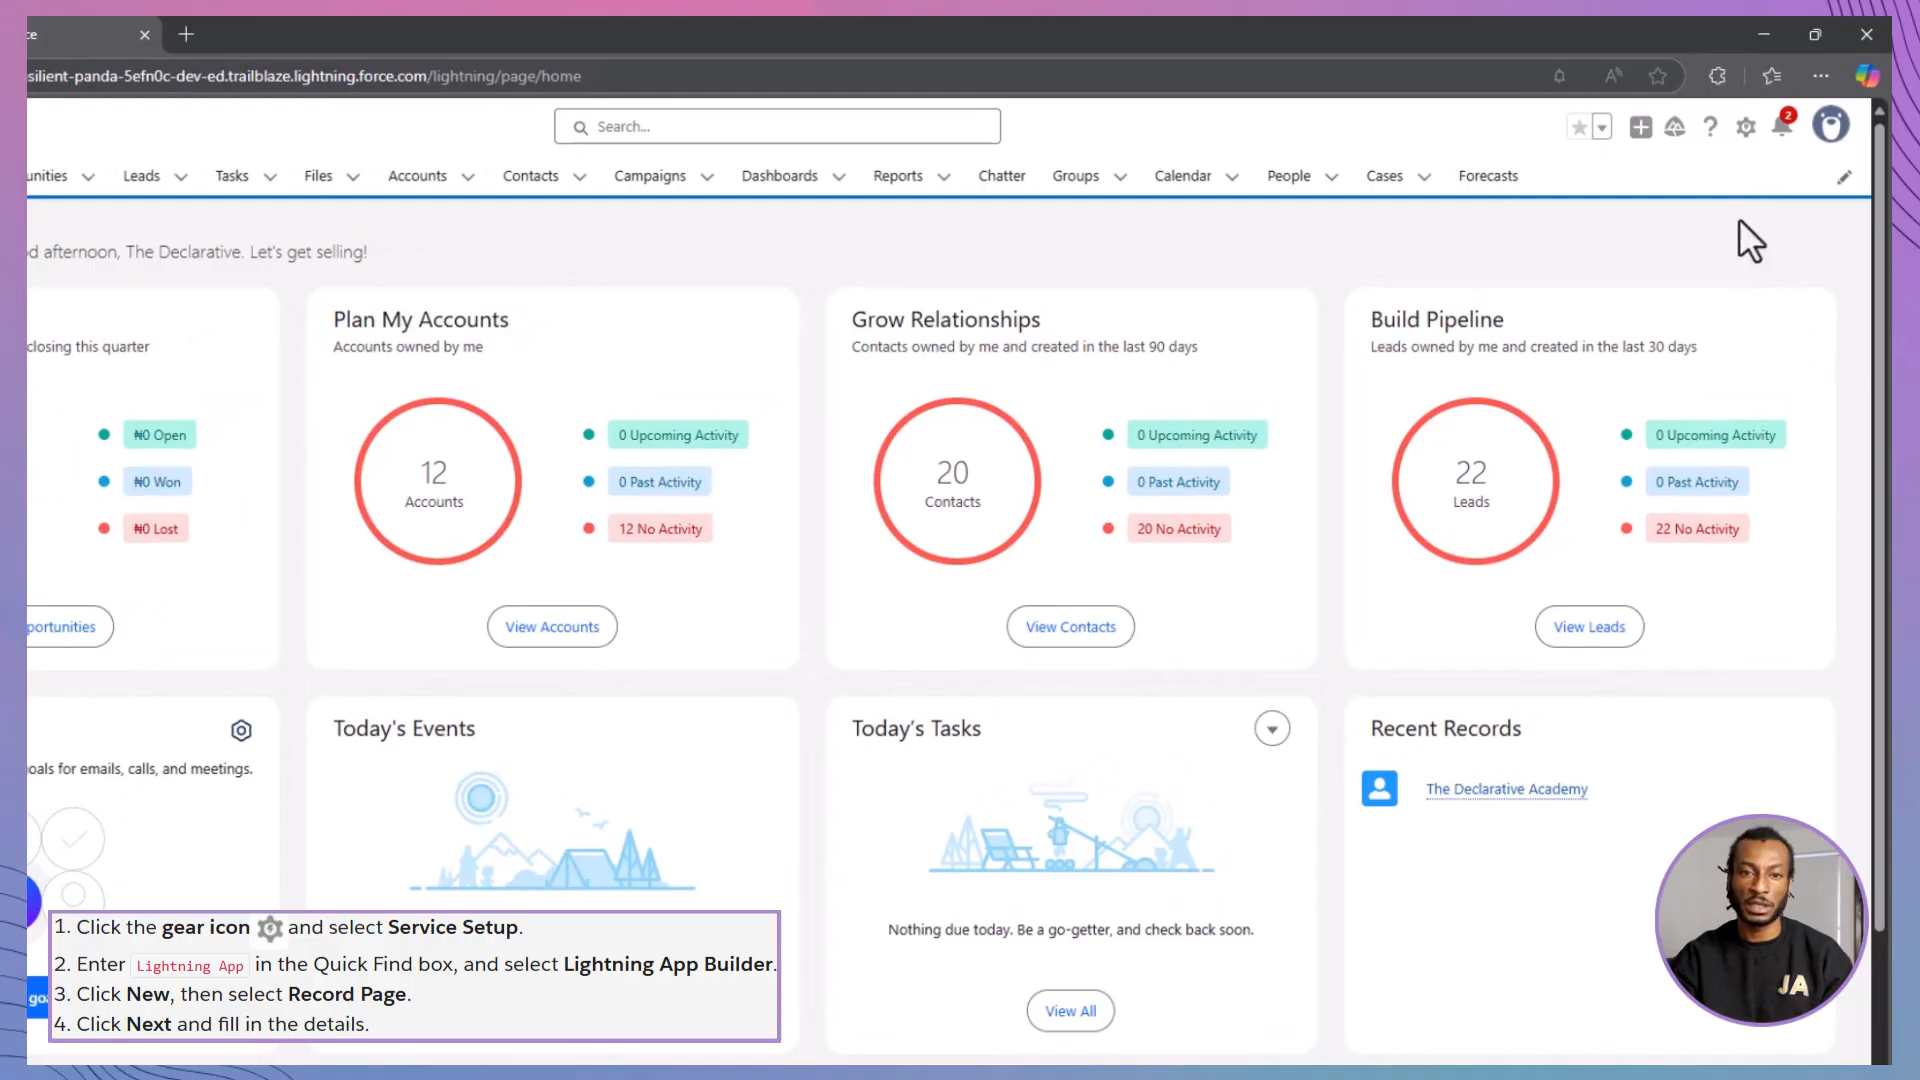 ce
silient-panda-5efn0c-dev-ed.trailblaze.lightning.force.com/lightning/page/home
Search...
2
unities Leads Tasks Files Accounts Contacts Campaigns Dashboards Reports Chatter Groups Calendar People Cases Forecasts
d afternoon, The Declarative. Let's get selling!
closing this quarter
₦0 Open
₦0 Won
₦0 Lost
portunities
Plan My Accounts
Accounts owned by me
12
Accounts
0 Upcoming Activity
0 Past Activity
12 No Activity
View Accounts
Grow Relationships
Contacts owned by me and created in the last 90 days
20
Contacts
0 Upcoming Activity
0 Past Activity
20 No Activity
View Contacts
Build Pipeline
Leads owned by me and created in the last 30 days
22
Leads
0 Upcoming Activity
0 Past Activity
22 No Activity
View Leads
oals for emails, calls, and meetings.
goa
Today's Events
Today's Tasks
Nothing due today. Be a go-getter, and check back soon.
View All
Recent Records
The Declarative Academy
1. Click the gear icon and select Service Setup.
2. Enter Lightning App in the Quick Find box, and select Lightning App Builder.
3. Click New, then select Record Page.
4. Click Next and fill in the details.
JA